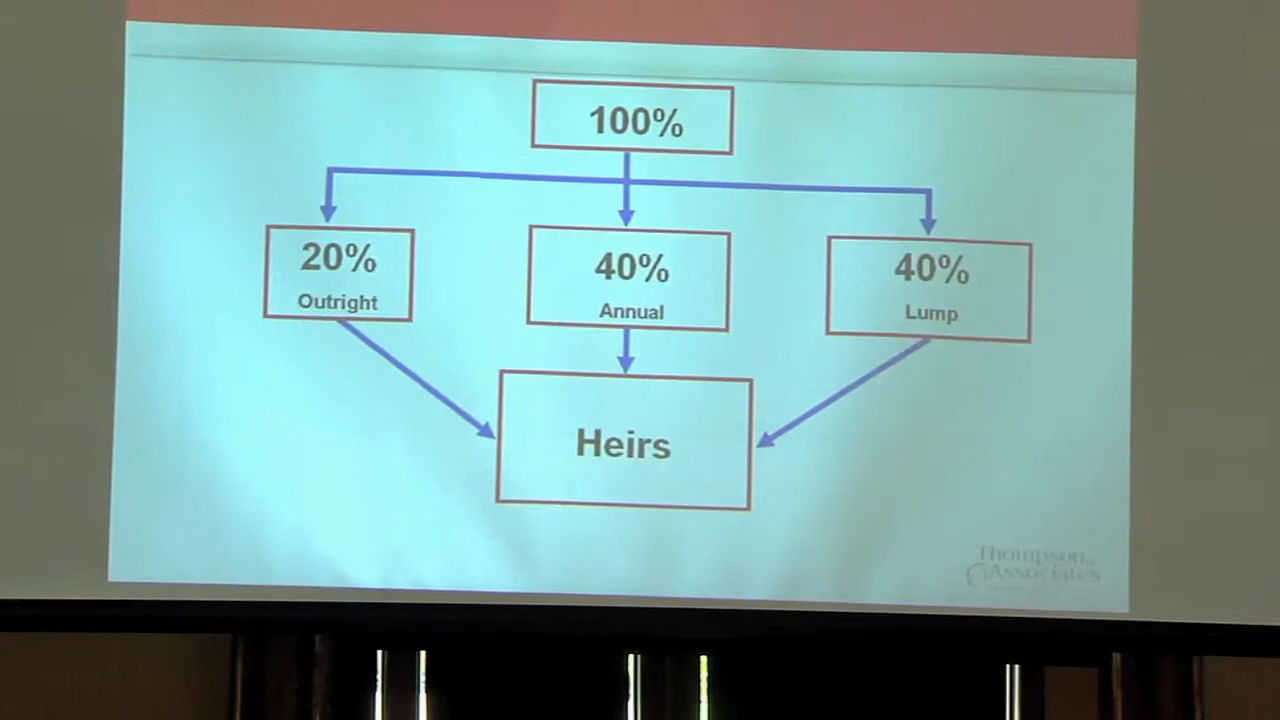 100%
20%
Outright
40%
Annual
40%
Lump
Heirs
Thompson
& Associates